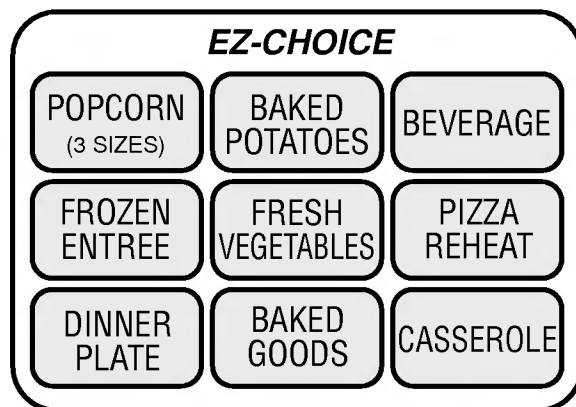 EZ-CHOICE
POPCORN
(3 SIZES)
BAKED
POTATOES
BEVERAGE
FROZEN
ENTREE
FRESH
VEGETABLES
PIZZA
REHEAT
DINNER
PLATE
BAKED
GOODS
CASSEROLE